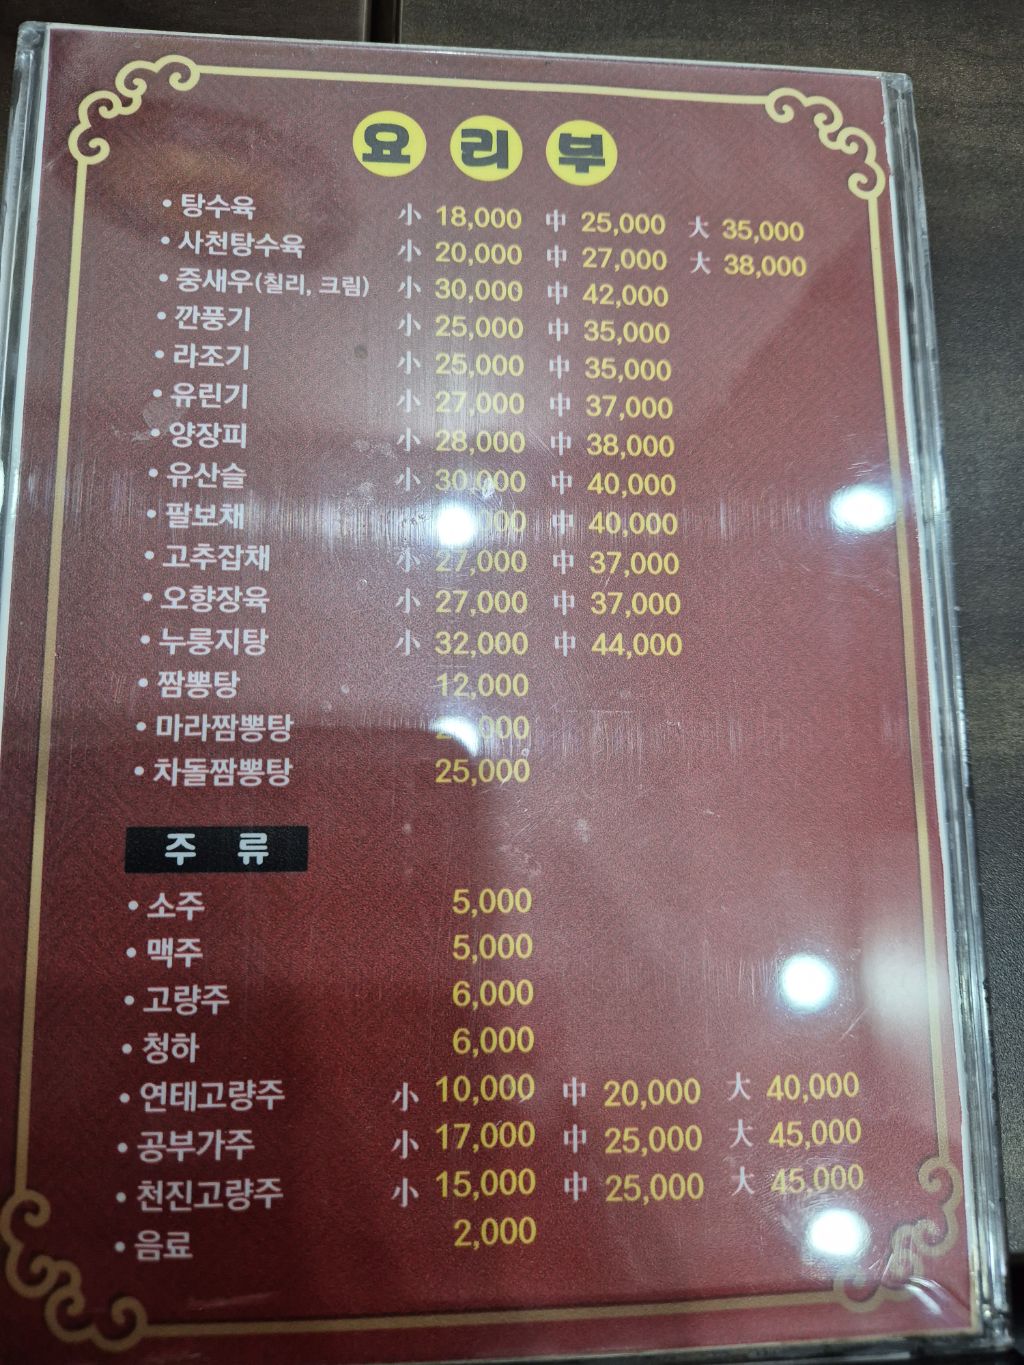 요리부
• 탕수육 小 18,000 中 25,000 大 35,000
• 사천탕수육 小 20,000 中 27,000 大 38,000
• 중새우(칠리, 크림) 小 30,000 中 42,000
• 깐풍기 小 25,000 中 35,000
• 라조기 小 25,000 中 35,000
• 유린기 小 27,000 中 37,000
• 양장피 小 28,000 中 38,000
• 유산슬 小 30,000 中 40,000
• 팔보채 中 40,000
• 고추잡채 小 27,000 中 37,000
• 오향장육 小 27,000 中 37,000
• 누룽지탕 小 32,000 中 44,000
• 짬뽕탕 12,000
• 마라짬뽕탕
• 차돌짬뽕탕 25,000
주류
• 소주 5,000
• 맥주 5,000
• 고량주 6,000
• 청하 6,000
• 연태고량주 小 10,000 中 20,000 大 40,000
• 공부가주 小 17,000 中 25,000 大 45,000
• 천진고량주 小 15,000 中 25,000 大 45,000
• 음료 2,000